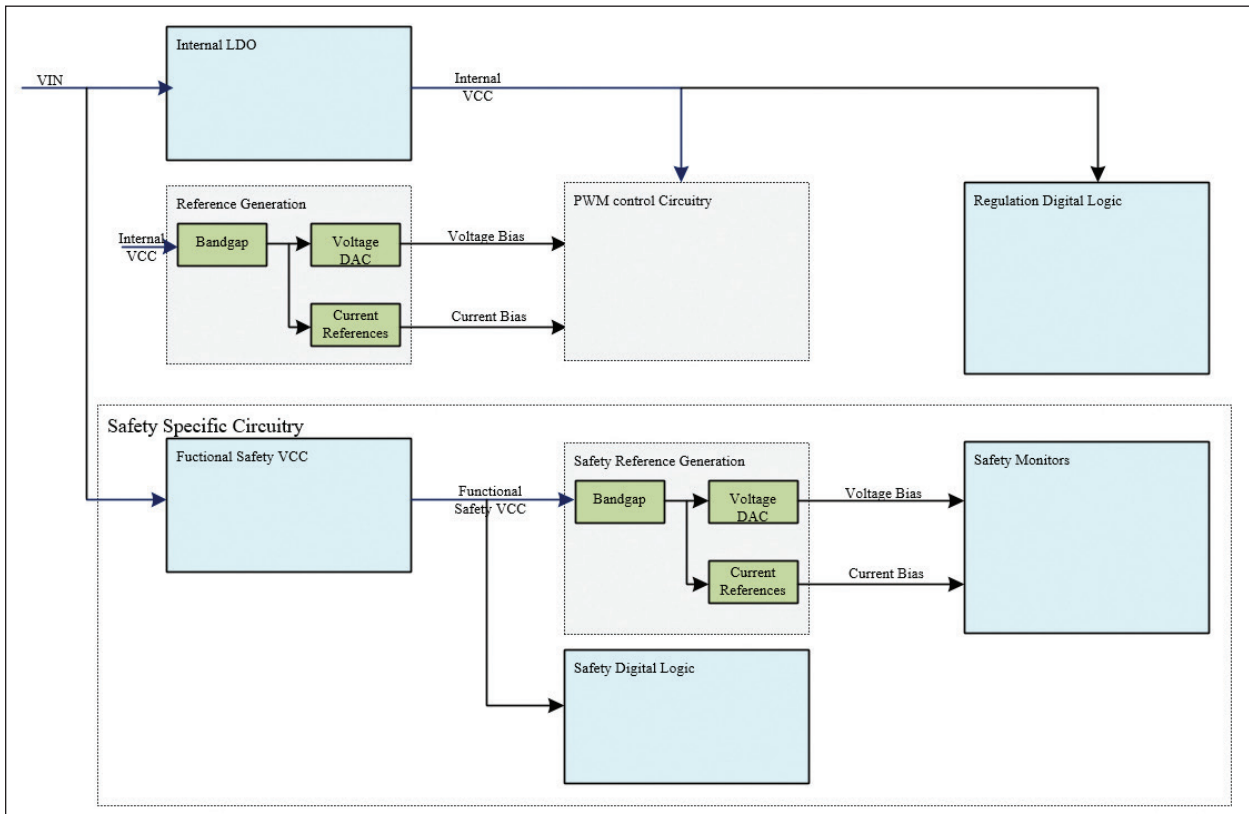 Internal LDO
VIN
Internal
VCC
Reference Generation
PWM control Circuitry
Regulation Digital Logic
Internal
VCC
Bandgap
Voltage
DAC
Voltage Bias
Current
References
Current Bias
Safety Specific Circuitry
Fuctional Safety VCC
Functional
Safety VCC
Safety Reference Generation
Safety Monitors
Bandgap
Voltage
DAC
Voltage Bias
Current
References
Current Bias
Safety Digital Logic